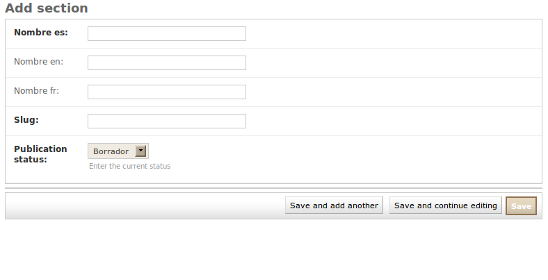 Add section
Nombre es:
Nombre en:
Nombre fr:
Slug:
Publication
status:
Borrador
Enter the current status
Save and add another
Save and continue editing
Save